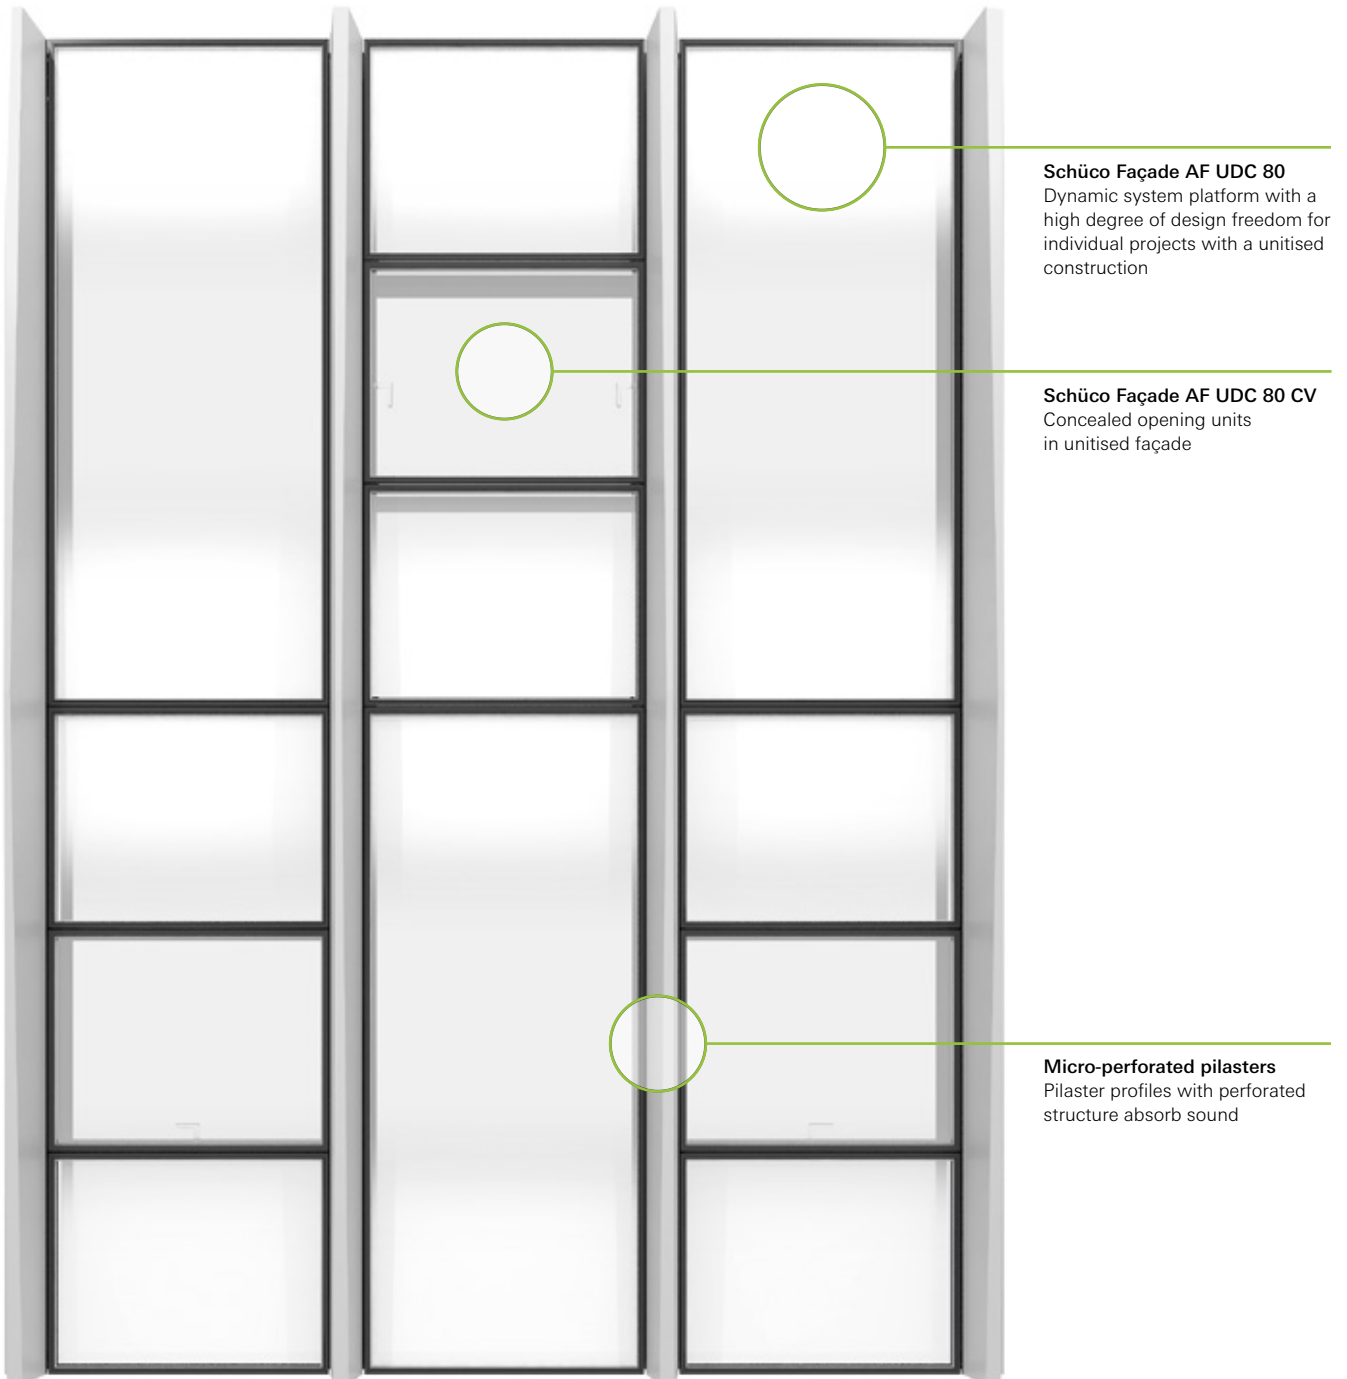 Schüco Façade AF UDC 80
Dynamic system platform with a
high degree of design freedom for
individual projects with a unitised
construction
Schüco Façade AF UDC 80 CV
Concealed opening units
in unitised façade
Micro-perforated pilasters
Pilaster profiles with perforated
structure absorb sound